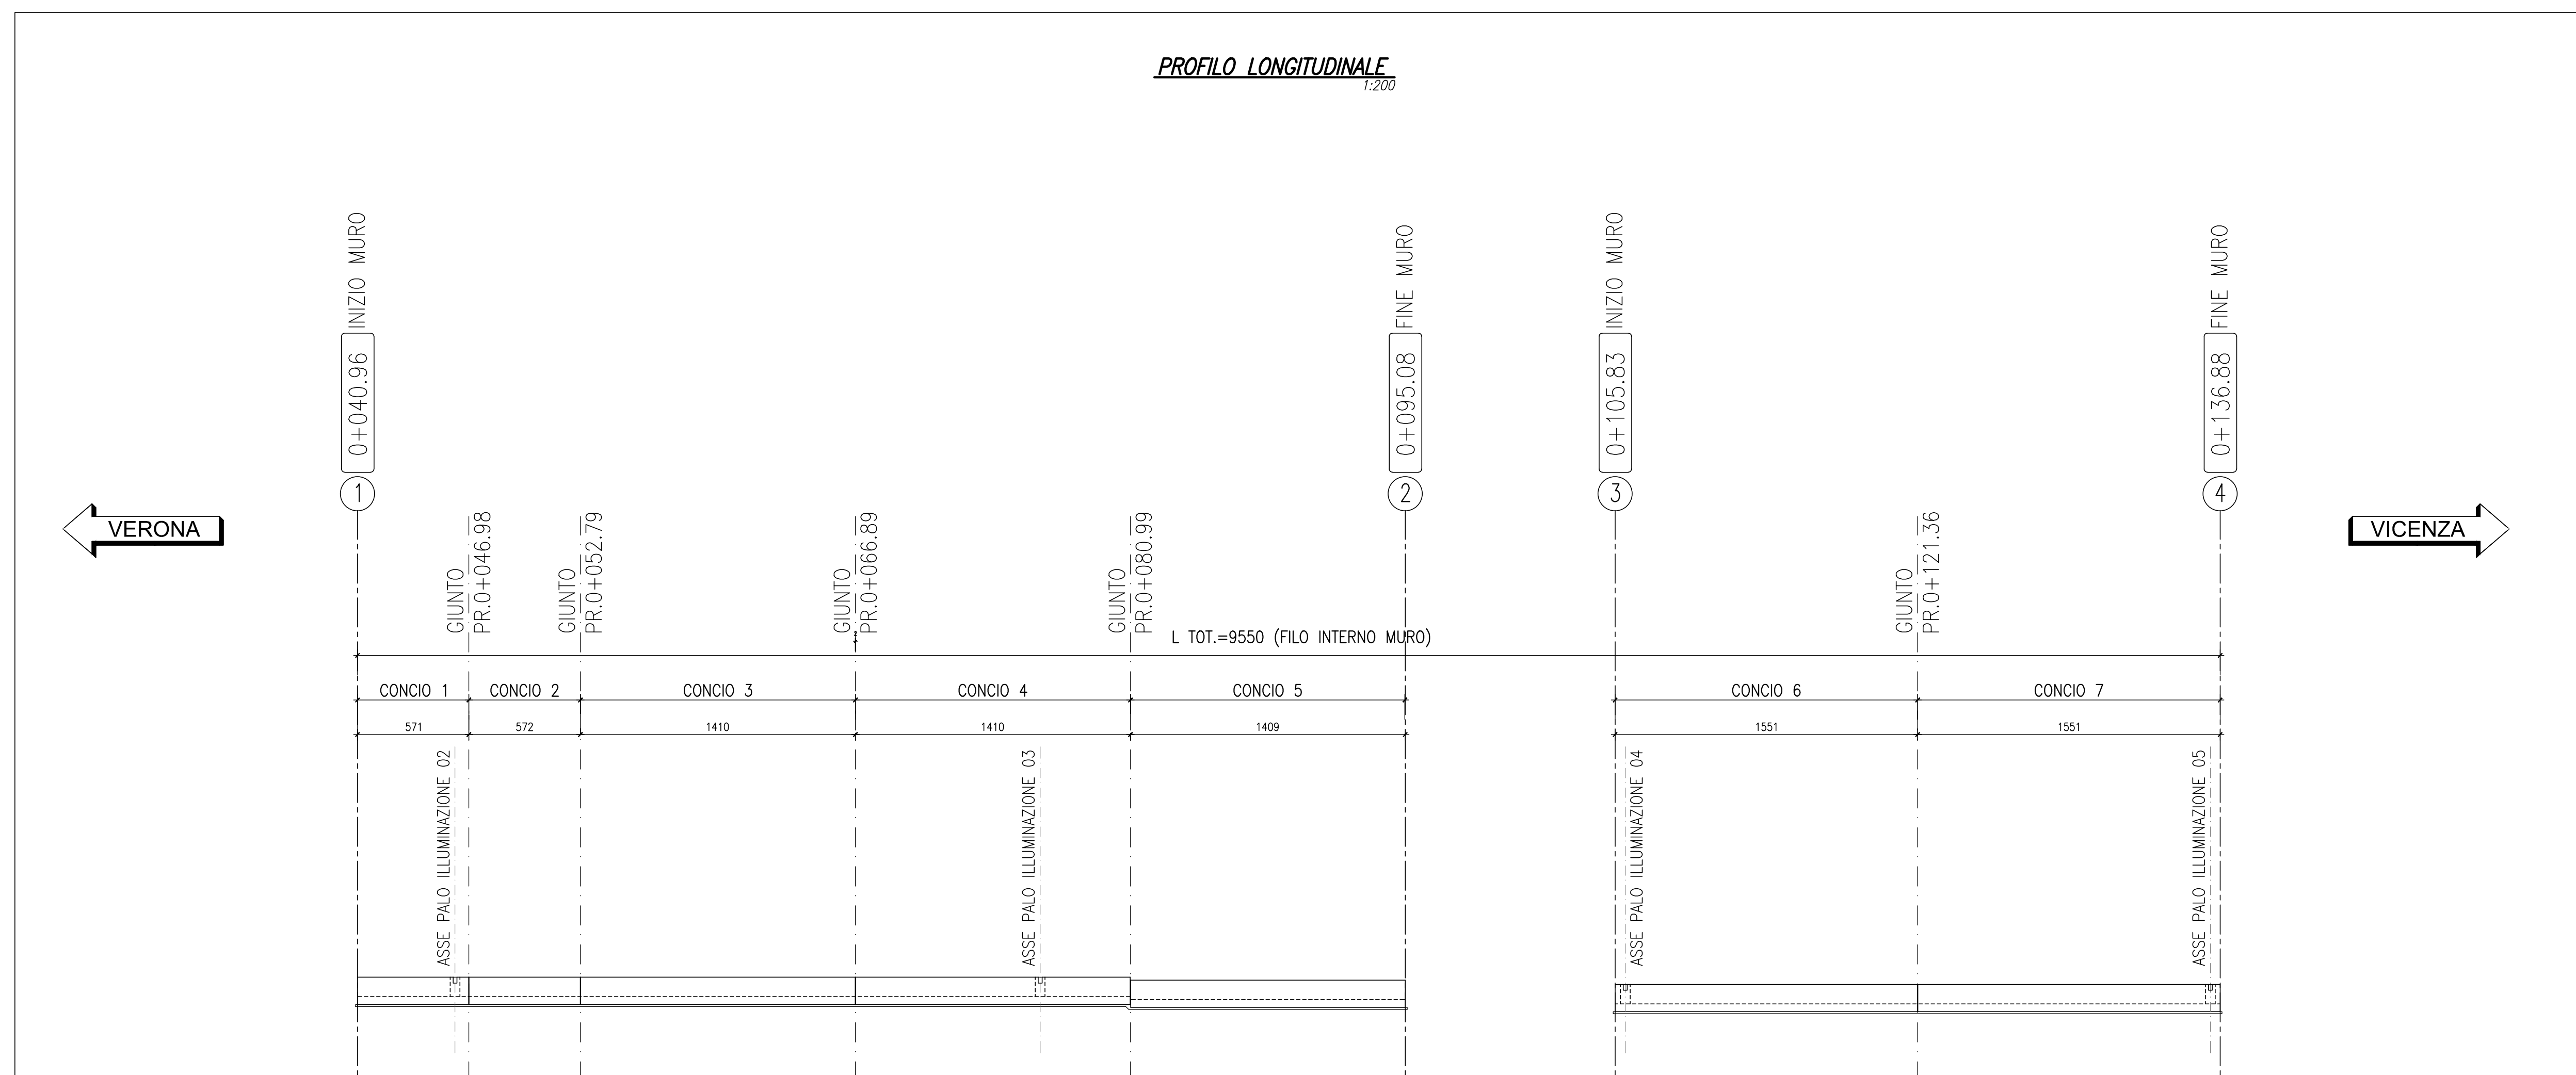 PROFILO LONGITUDINALE
1:200
INIZIO MURO
0+040.96
1
FINE MURO
0+095.08
2
INIZIO MURO
0+105.83
3
FINE MURO
0+136.88
4
VERONA
VICENZA
GIUNTO
PR.0+046.98
GIUNTO
PR.0+052.79
GIUNTO
PR.0+066.89
GIUNTO
PR.0+080.99
GIUNTO
PR.0+121.36
L TOT.=9550 (FILO INTERNO MURO)
CONCIO 1
CONCIO 2
CONCIO 3
CONCIO 4
CONCIO 5
CONCIO 6
CONCIO 7
571
572
1410
1410
1409
1551
1551
ASSE PALO ILLUMINAZIONE 02
ASSE PALO ILLUMINAZIONE 03
ASSE PALO ILLUMINAZIONE 04
ASSE PALO ILLUMINAZIONE 05